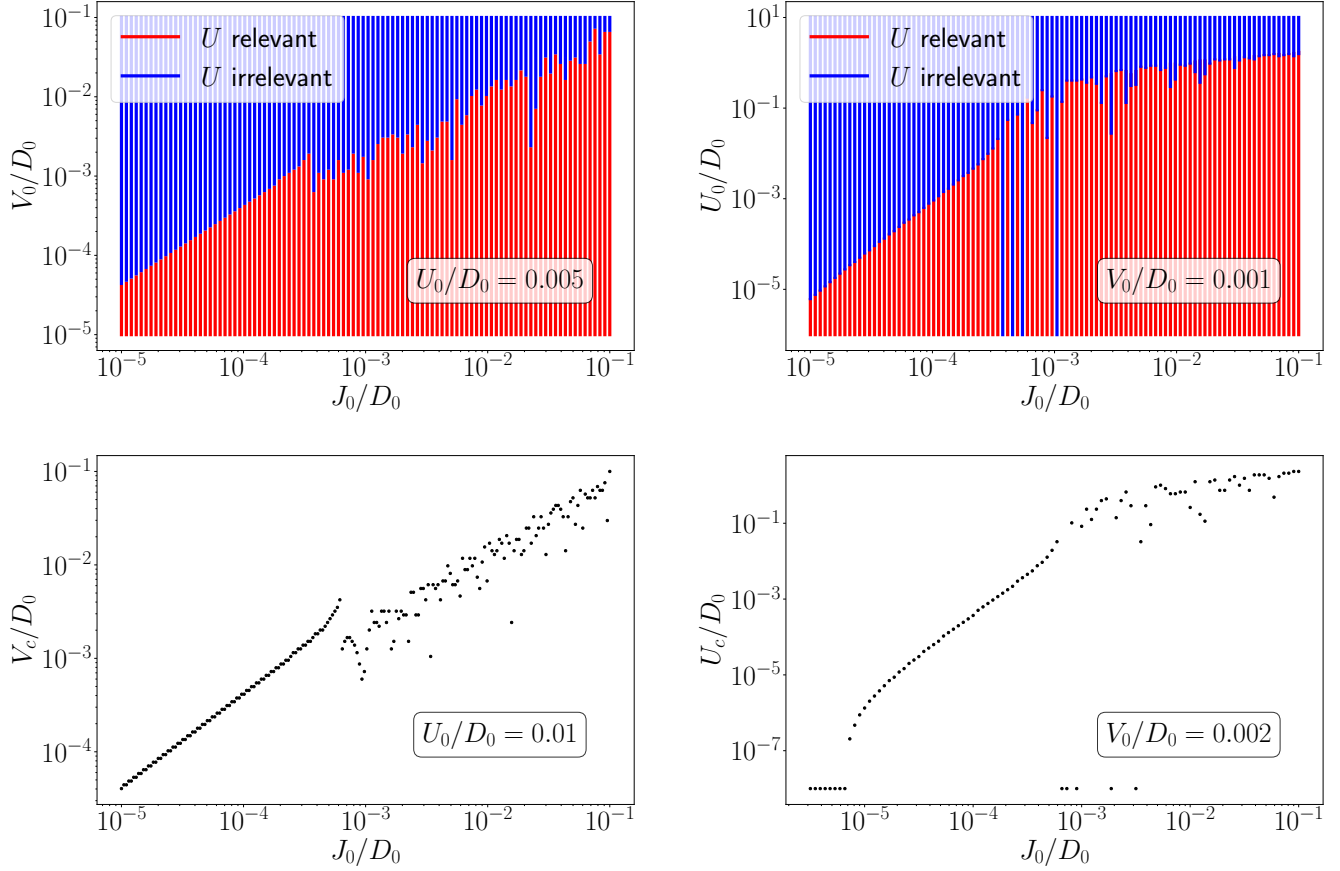 V_0/D_0
10^{-1}
10^{-2}
10^{-3}
10^{-4}
10^{-5}
U relevant
U irrelevant
U_0/D_0 = 0.005
10^{-5} 10^{-4} 10^{-3} 10^{-2} 10^{-1}
J_0/D_0
U_0/D_0
10^1
10^{-1}
10^{-3}
10^{-5}
U relevant
U irrelevant
V_0/D_0 = 0.001
10^{-5} 10^{-4} 10^{-3} 10^{-2} 10^{-1}
J_0/D_0
V_c/D_0
10^{-1}
10^{-2}
10^{-3}
10^{-4}
U_0/D_0 = 0.01
10^{-5} 10^{-4} 10^{-3} 10^{-2} 10^{-1}
J_0/D_0
U_c/D_0
10^{-1}
10^{-3}
10^{-5}
10^{-7}
V_0/D_0 = 0.002
10^{-5} 10^{-4} 10^{-3} 10^{-2} 10^{-1}
J_0/D_0